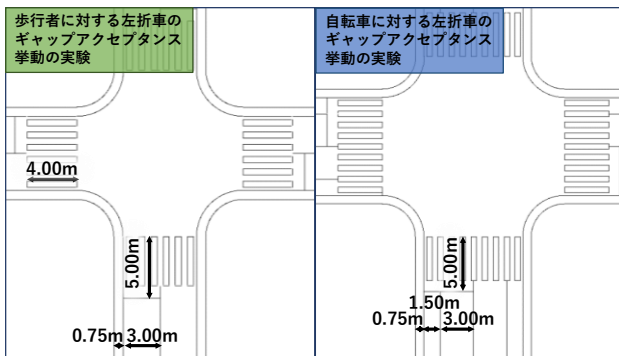 歩行者に対する左折車の
ギャップアクセプタンス
挙動の実験
4.00m
5.00m
0.75m 3.00m
自転車に対する左折車の
ギャップアクセプタンス
挙動の実験
5.00m
1.50m
0.75m 3.00m